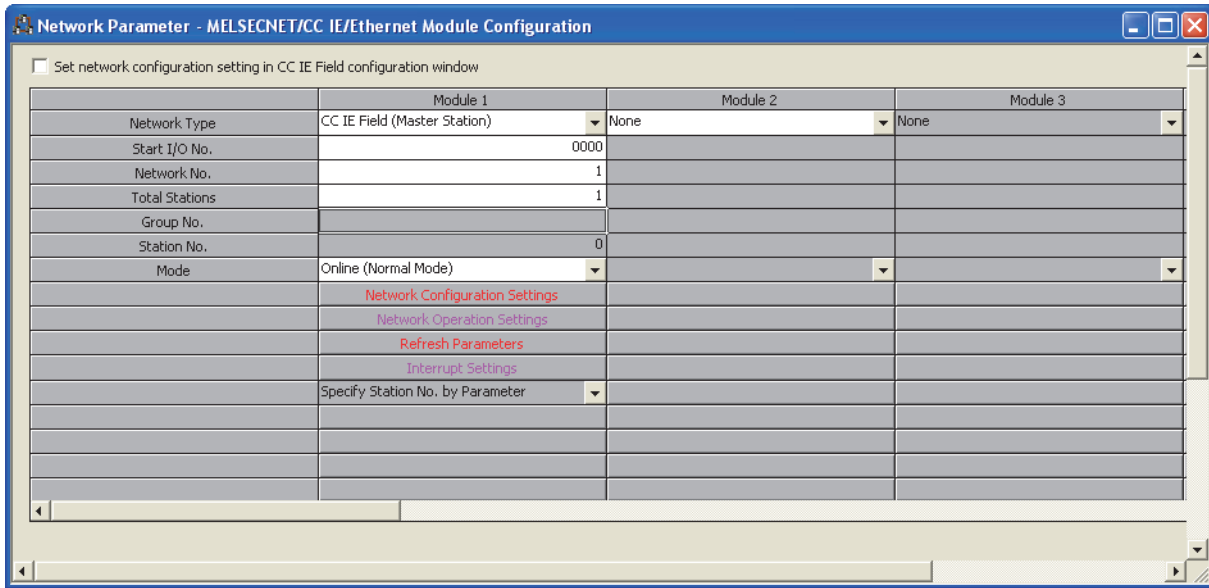 Network Parameter - MELSECNET/CC IE/Ethernet Module Configuration
Set network configuration setting in CC IE Field configuration window
Module 1 Module 2 Module 3
Network Type CC IE Field (Master Station) None None
Start I/O No. 0000
Network No. 1
Total Stations 1
Group No.
Station No. 0
Mode Online (Normal Mode)
Network Configuration Settings
Network Operation Settings
Refresh Parameters
Interrupt Settings
Specify Station No. by Parameter